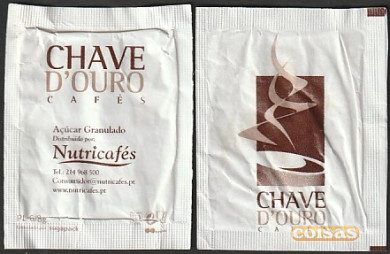 CHAVE
D'OURO
CAFÉS
Açúcar Granulado
Distribuído por:
Nutricafés
Tel.: 214 968 500
Consumidor@nutricafes.pt
www.nutricafes.pt
CHAVE
D'OURO
coisas